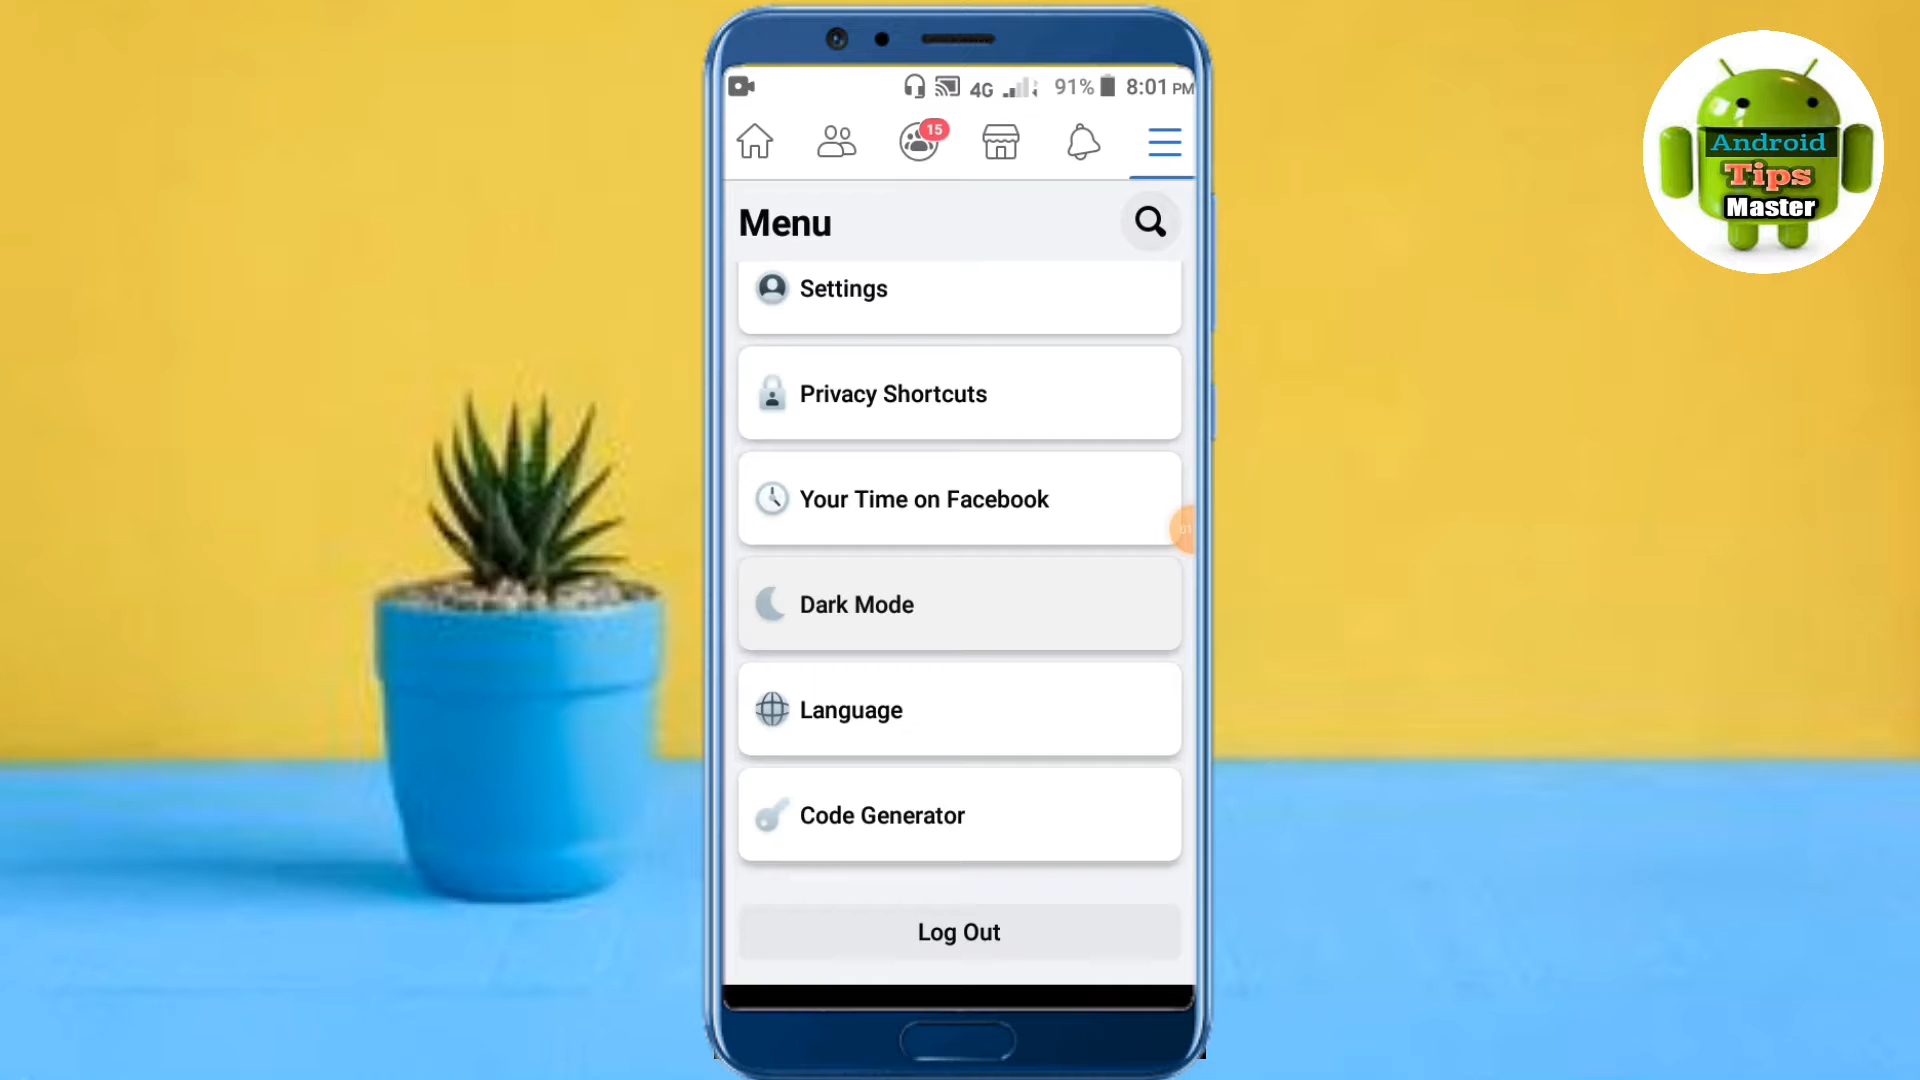 4G 91% 8:01 PM
15
Menu
Settings
Privacy Shortcuts
Your Time on Facebook
01
Dark Mode
Language
Code Generator
Log Out
Android
Tips
Master